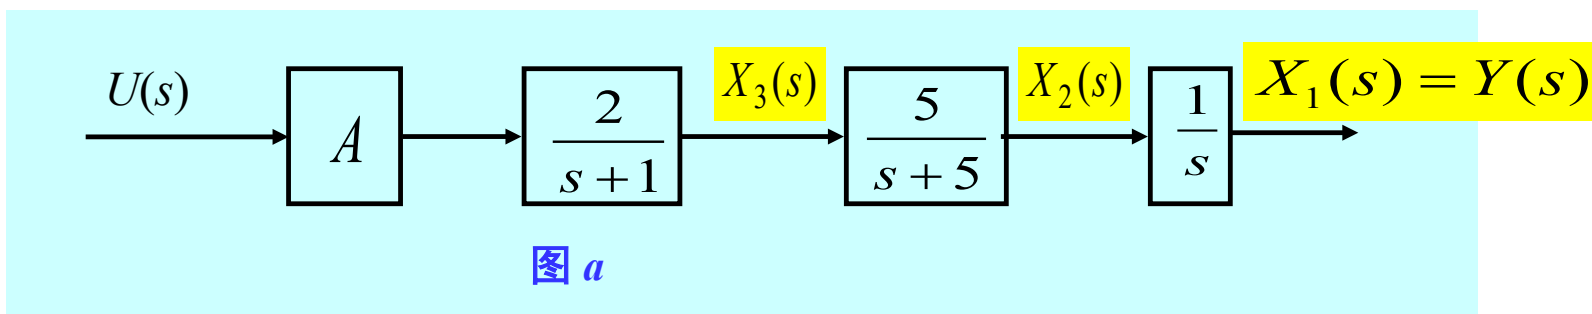 U(s)
A
2
s + 1
X₃(s)
5
s + 5
X₂(s)
1
s
X₁(s) = Y(s)
图 a